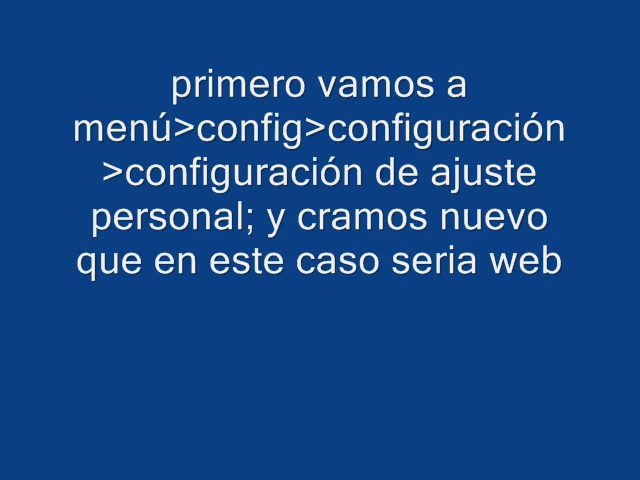 primero vamos a
menú>config>configuración
>configuración de ajuste
personal; y cramos nuevo
que en este caso seria web